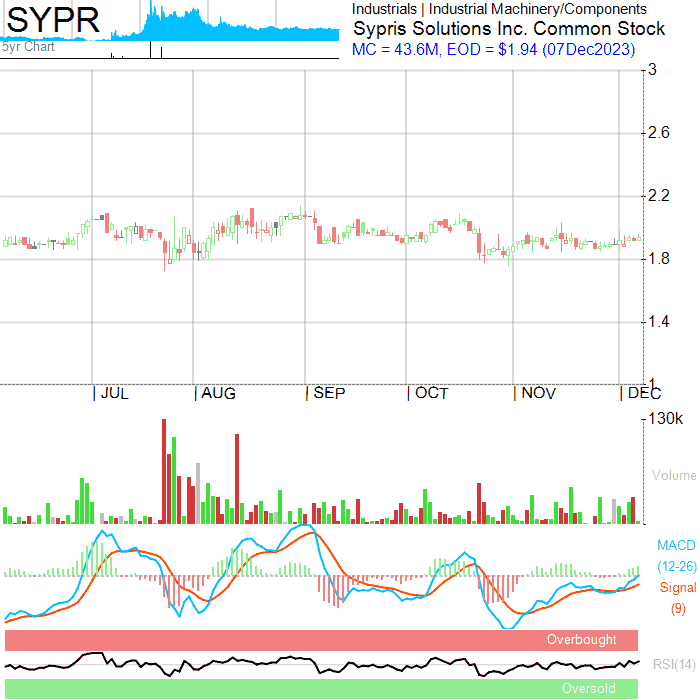 SYPR
5yr Chart
Industrials | Industrial Machinery/Components
Sypris Solutions Inc. Common Stock
MC = 43.6M, EOD = $1.94 (07Dec2023)
3
2.6
2.2
1.8
1.4
1
| JUL | AUG | SEP | OCT | NOV | DEC
130k
Volume
MACD
(12-26)
Signal
(9)
Overbought
RSI(14)
Oversold